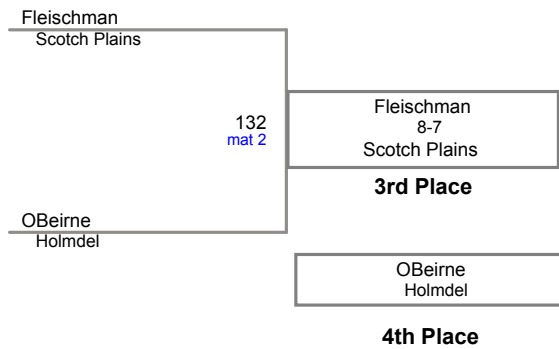 Fleischman
Scotch Plains
132
mat 2
Fleischman
8-7
Scotch Plains
3rd Place
OBeirne
Holmdel
OBeirne
Holmdel
4th Place